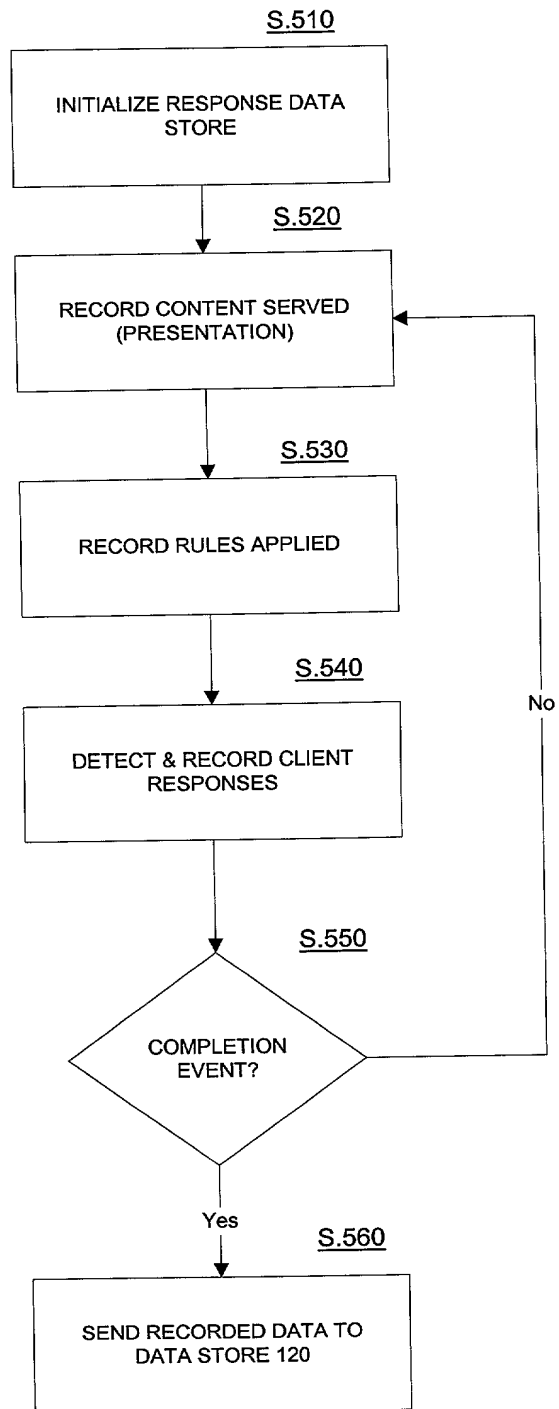 S.510
INITIALIZE RESPONSE DATA
STORE
S.520
RECORD CONTENT SERVED
(PRESENTATION)
S.530
RECORD RULES APPLIED
S.540
DETECT & RECORD CLIENT
RESPONSES
No
S.550
COMPLETION
EVENT?
Yes
S.560
SEND RECORDED DATA TO
DATA STORE 120